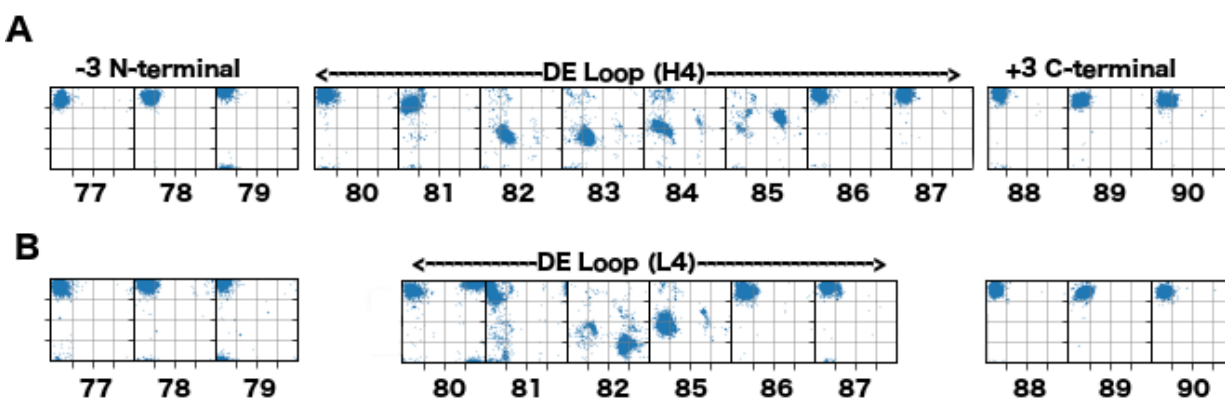 A
-3 N-terminal
DE Loop (H4)
+3 C-terminal
77 78 79 80 81 82 83 84 85 86 87 88 89 90
B
DE Loop (L4)
77 78 79 80 81 82 85 86 87 88 89 90